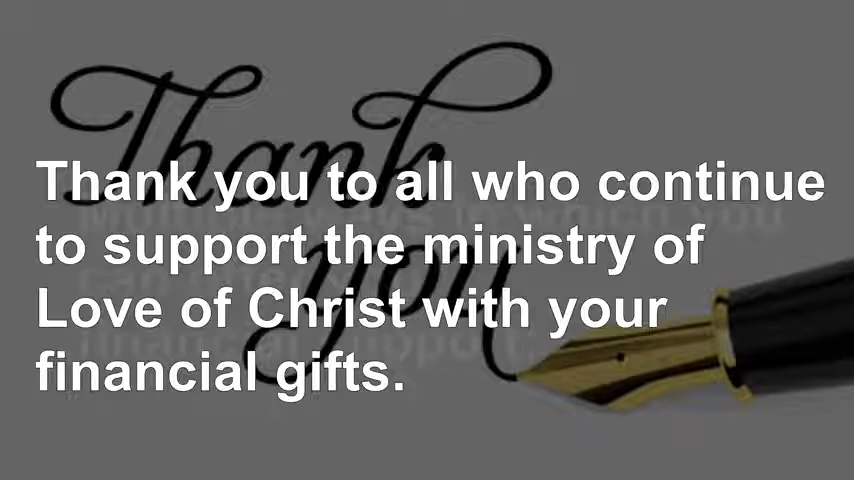 Thank
you
Thank you to all who continue
to support the ministry of
Love of Christ with your
financial gifts.